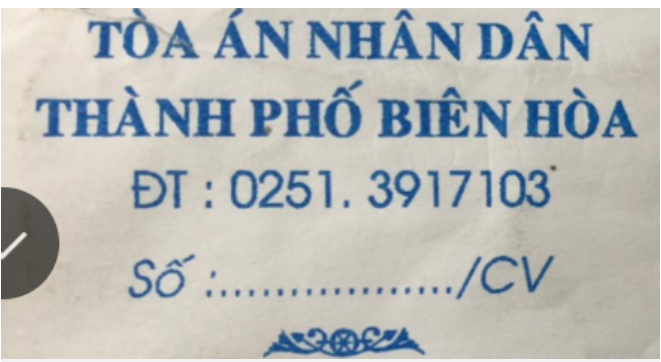 TÒA ÁN NHÂN DÂN
THÀNH PHỐ BIÊN HÒA
ĐT : 0251. 3917103
Số :.................../CV